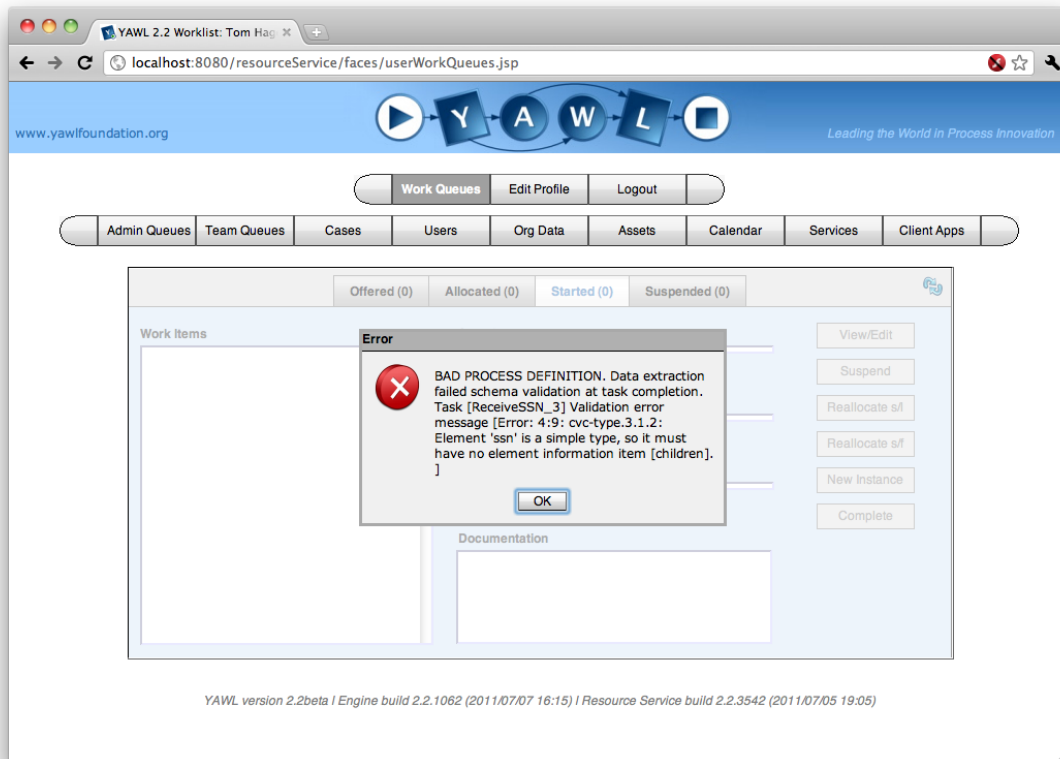 YAWL 2.2 Worklist: Tom Hag
localhost:8080/resourceService/faces/userWorkQueues.jsp
www.yawlfoundation.org
Y A W L
Leading the World in Process Innovation
Work Queues Edit Profile Logout
Admin Queues Team Queues Cases Users Org Data Assets Calendar Services Client Apps
Offered (0) Allocated (0) Started (0) Suspended (0)
Work Items
View/Edit
Suspend
Reallocate s/l
Reallocate s/f
New Instance
Complete
Error
BAD PROCESS DEFINITION. Data extraction
failed schema validation at task completion.
Task [ReceiveSSN_3] Validation error
message [Error: 4:9: cvc-type.3.1.2:
Element 'ssn' is a simple type, so it must
have no element information item [children].
]
OK
Documentation
YAWL version 2.2beta | Engine build 2.2.1062 (2011/07/07 16:15) | Resource Service build 2.2.3542 (2011/07/05 19:05)